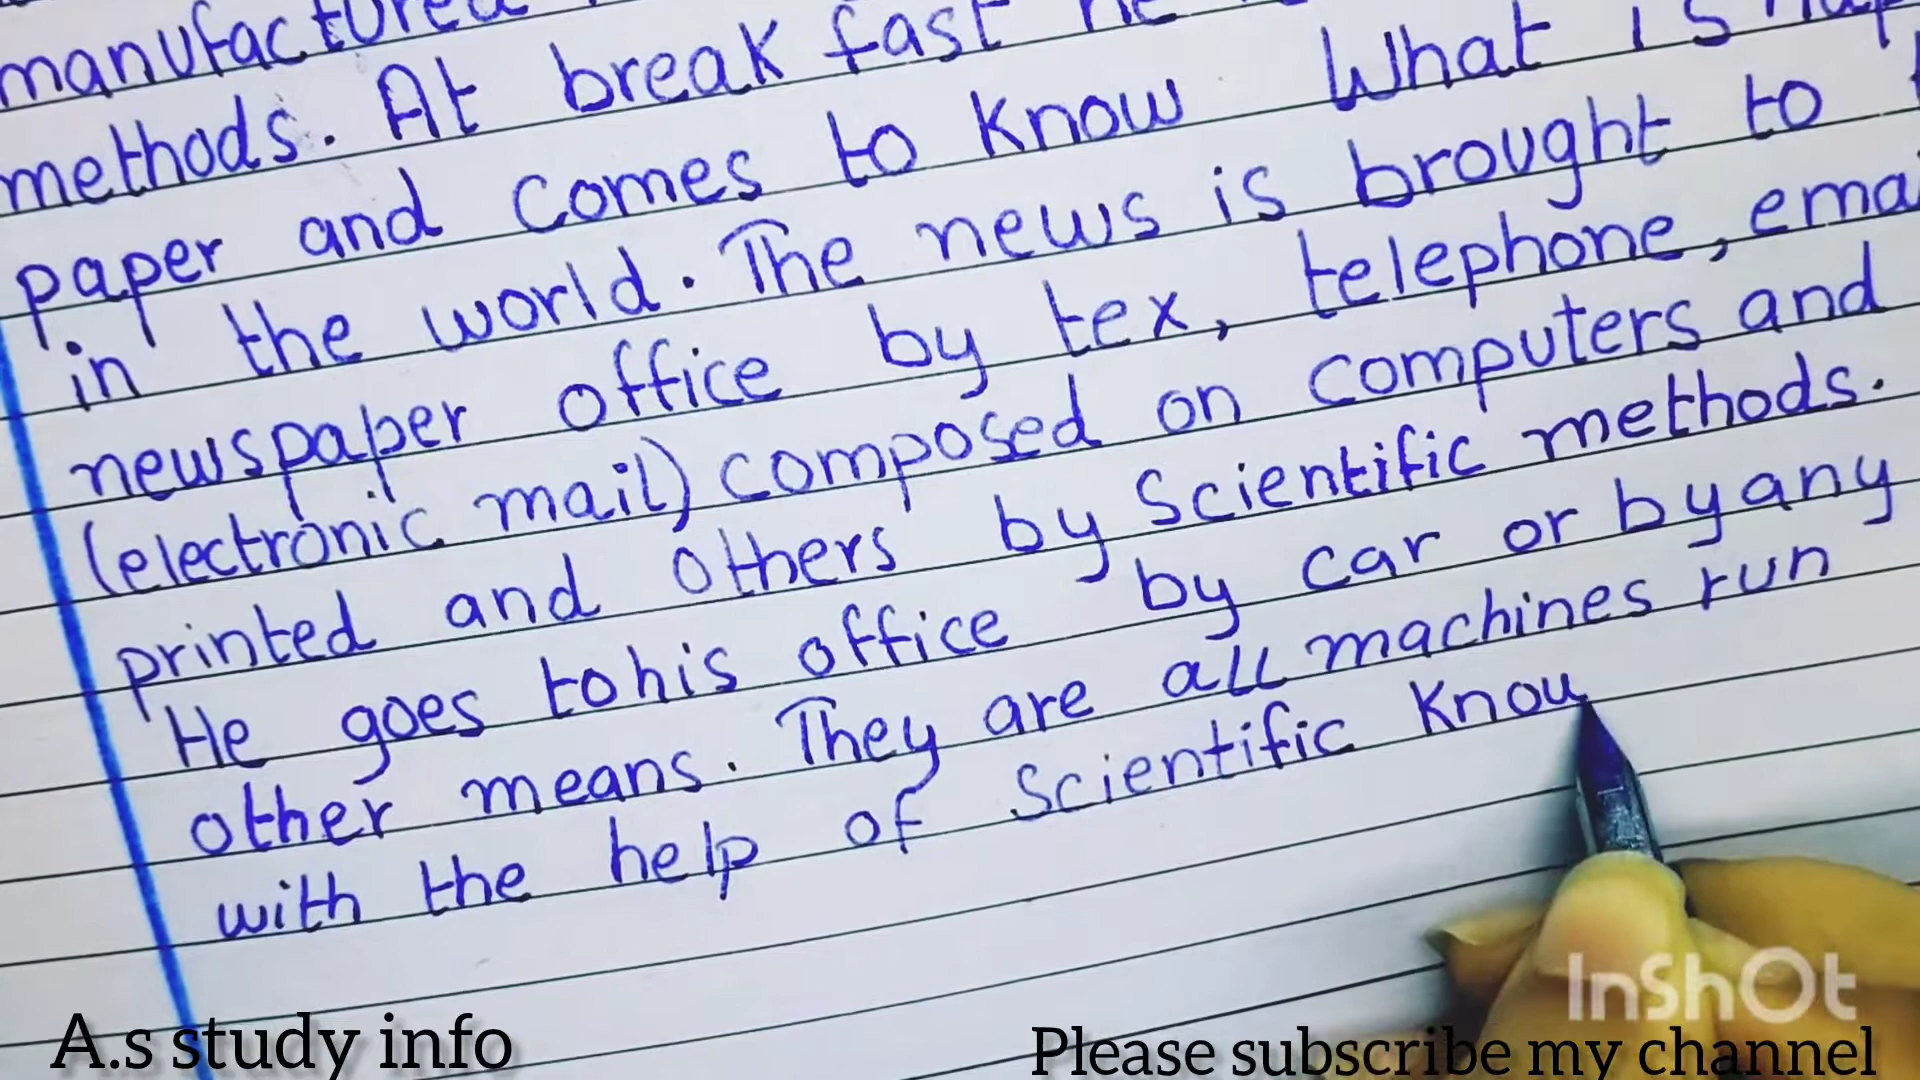 manufactured
methods. At break fast he
paper and comes to know What is
in the world. The news is brought to
newspaper office by tex, telephone, emai
(electronic mail) composed on computers and
printed and others by Scientific methods.
He goes to his office by car or by any
other means. They are all machines run
with the help of Scientific Know
InShOt
A.s study info
Please subscribe my channel